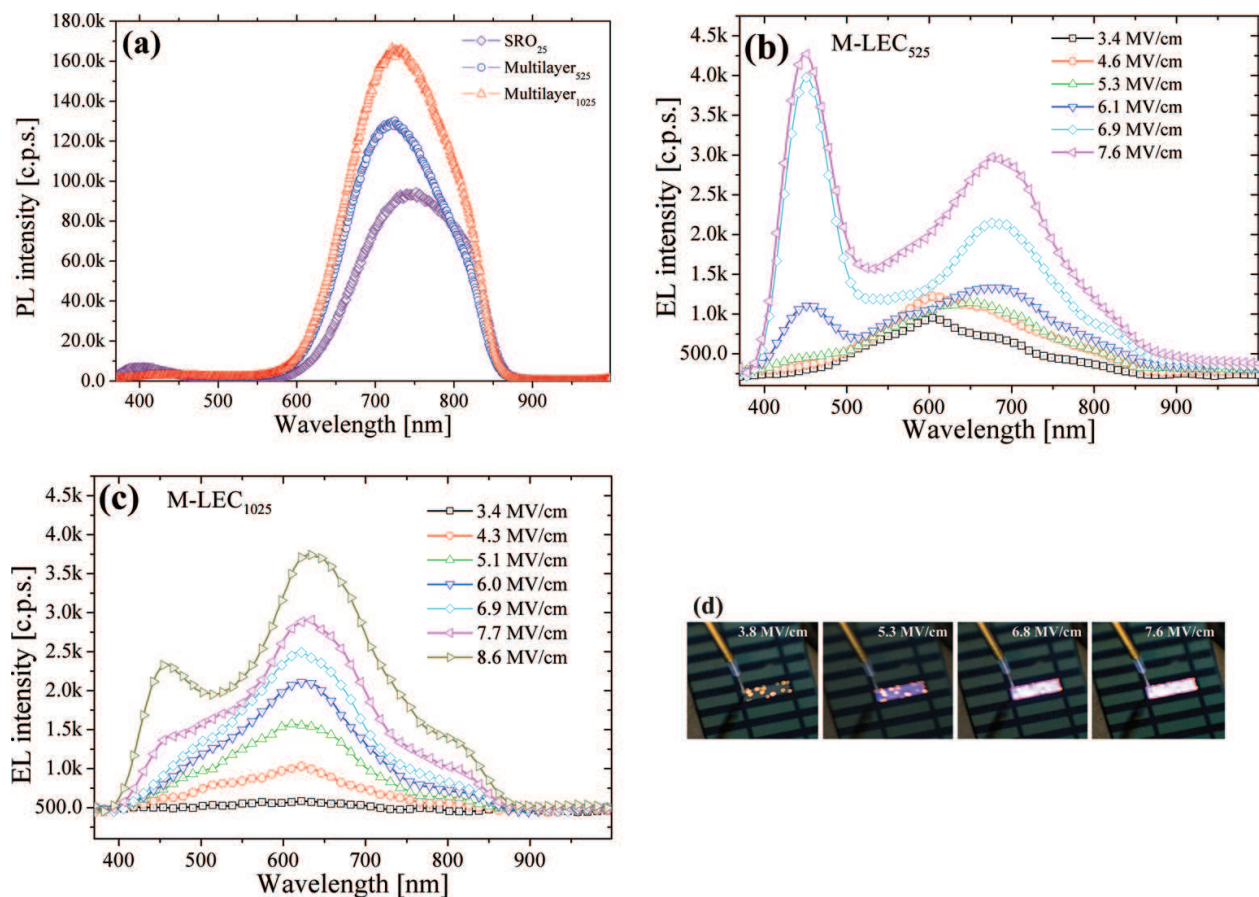 (a)
180.0k
160.0k
140.0k
120.0k
100.0k
80.0k
60.0k
40.0k
20.0k
0.0
PL intensity [c.p.s.]
SRO25
Multilayer525
Multilayer1025
400 500 600 700 800 900
Wavelength [nm]
(b)
M-LEC525
4.5k
4.0k
3.5k
3.0k
2.5k
2.0k
1.5k
1.0k
500.0
EL intensity [c.p.s.]
3.4 MV/cm
4.6 MV/cm
5.3 MV/cm
6.1 MV/cm
6.9 MV/cm
7.6 MV/cm
400 500 600 700 800 900
Wavelength [nm]
(c)
M-LEC1025
4.5k
4.0k
3.5k
3.0k
2.5k
2.0k
1.5k
1.0k
500.0
EL intensity [c.p.s.]
3.4 MV/cm
4.3 MV/cm
5.1 MV/cm
6.0 MV/cm
6.9 MV/cm
7.7 MV/cm
8.6 MV/cm
400 500 600 700 800 900
Wavelength [nm]
(d)
3.8 MV/cm 5.3 MV/cm 6.8 MV/cm 7.6 MV/cm